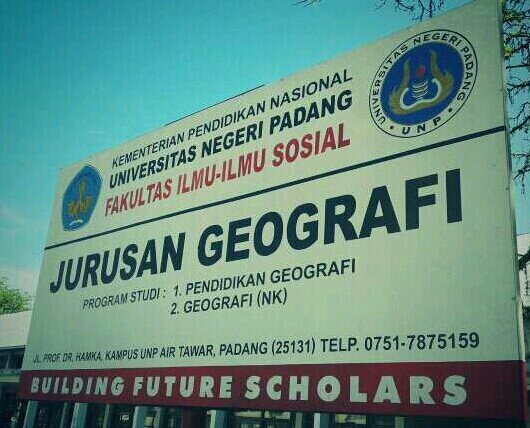 KEMENTERIAN PENDIDIKAN NASIONAL
UNIVERSITAS NEGERI PADANG
FAKULTAS ILMU-ILMU SOSIAL
UNIVERSITAS NEGERI PADANG
UNP
JURUSAN GEOGRAFI
PROGRAM STUDI : 1. PENDIDIKAN GEOGRAFI
2. GEOGRAFI (NK)
JL. PROF. DR. HAMKA, KAMPUS UNP AIR TAWAR, PADANG (25131) TELP. 0751-7875159
BUILDING FUTURE SCHOLARS